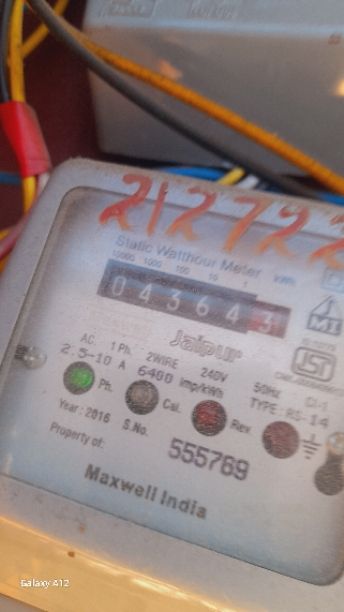 212722
Static Watthour Meter
10000 1000 100 10 1 kWh
043643
Jaipur
AC. 1 Ph. 2WIRE 240V 50Hz Cl-1
2.5-10 A 6400 imp/kWh TYPE: RS-14
Ph. Cal. Rev
Year: 2016 S.No.
Property of: 555769
Maxwell India
Galaxy A12